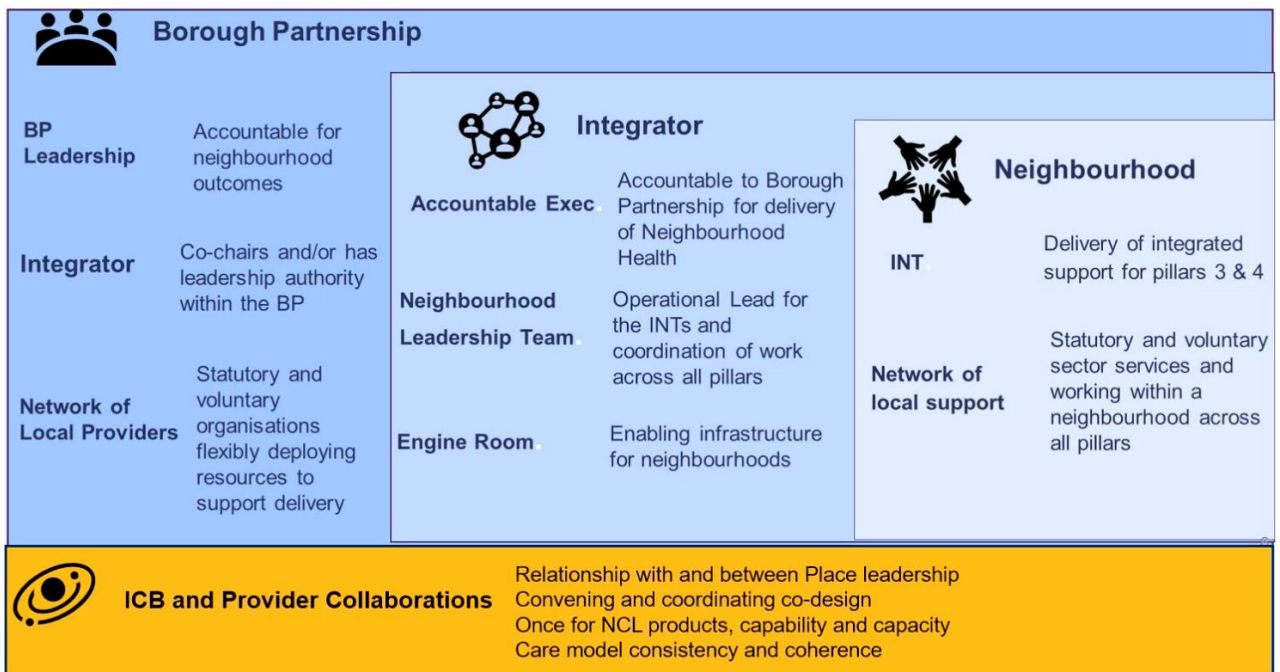 Borough Partnership
BP
Leadership
Accountable for
neighbourhood
outcomes
Integrator
Co-chairs and/or has
leadership authority
within the BP
Network of
Local Providers
Statutory and
voluntary
organisations
flexibly deploying
resources to
support delivery
Integrator
Accountable Exec.
Accountable to Borough
Partnership for delivery
of Neighbourhood
Health
Neighbourhood
Leadership Team.
Operational Lead for
the INTs and
coordination of work
across all pillars
Engine Room.
Enabling infrastructure
for neighbourhoods
Neighbourhood
INT.
Delivery of integrated
support for pillars 3 & 4
Network of
local support
Statutory and voluntary
sector services and
working within a
neighbourhood across
all pillars
ICB and Provider Collaborations
Relationship with and between Place leadership
Convening and coordinating co-design
Once for NCL products, capability and capacity
Care model consistency and coherence